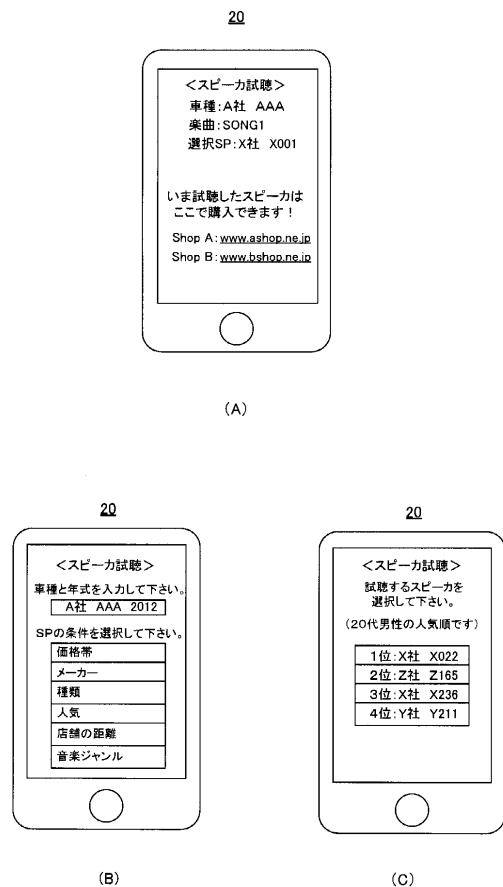 20
<スピーカ試聴>
車種:A社 AAA
楽曲:SONG1
選択SP:X社 X001
いま試聴したスピーカは
ここで購入できます！
Shop A:www.ashop.ne.jp
Shop B:www.bshop.ne.jp
(A)
20
<スピーカ試聴>
車種と年式を入力して下さい。
A社 AAA 2012
SPの条件を選択して下さい。
価格帯
メーカー
種類
人気
店舗の距離
音楽ジャンル
(B)
20
<スピーカ試聴>
試聴するスピーカを
選択して下さい。
(20代男性の人気順です)
1位:X社 X022
2位:Z社 Z165
3位:X社 X236
4位:Y社 Y211
(C)